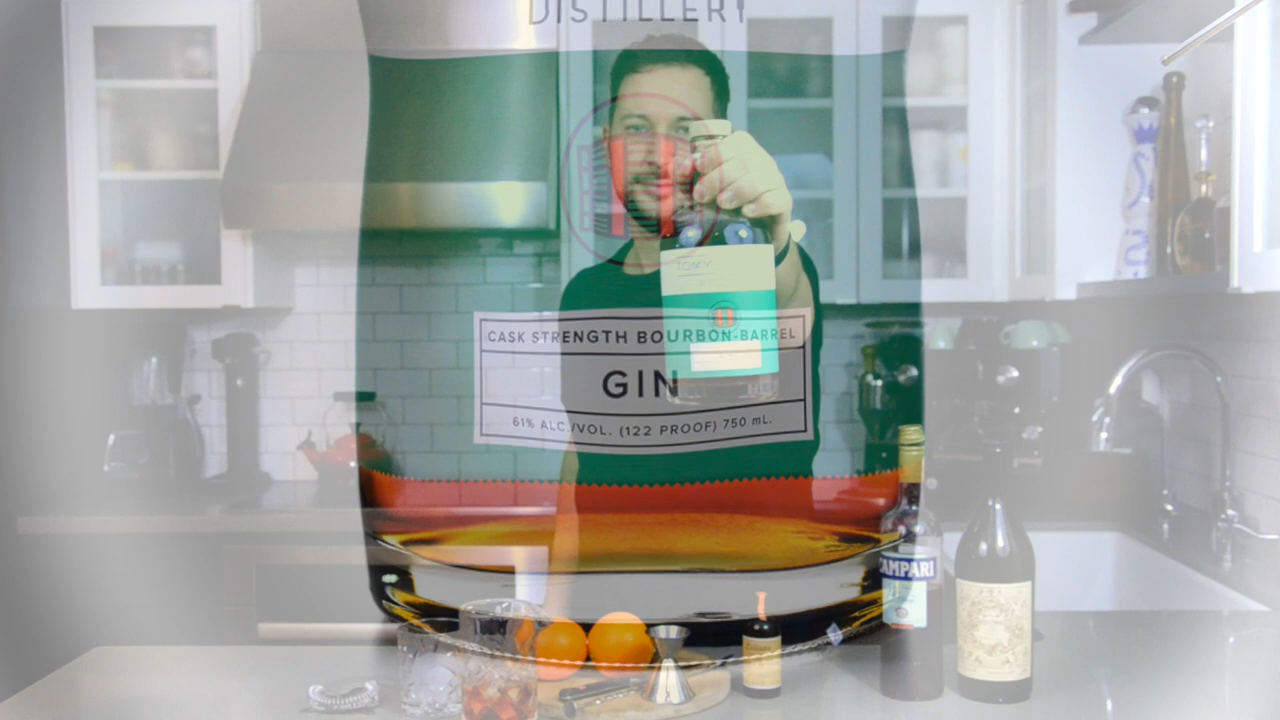 DISTILLERY
CASK STRENGTH BOURBON-BARREL
GIN
61% ALC./VOL. (122 PROOF) 750 mL.
CAMPARI